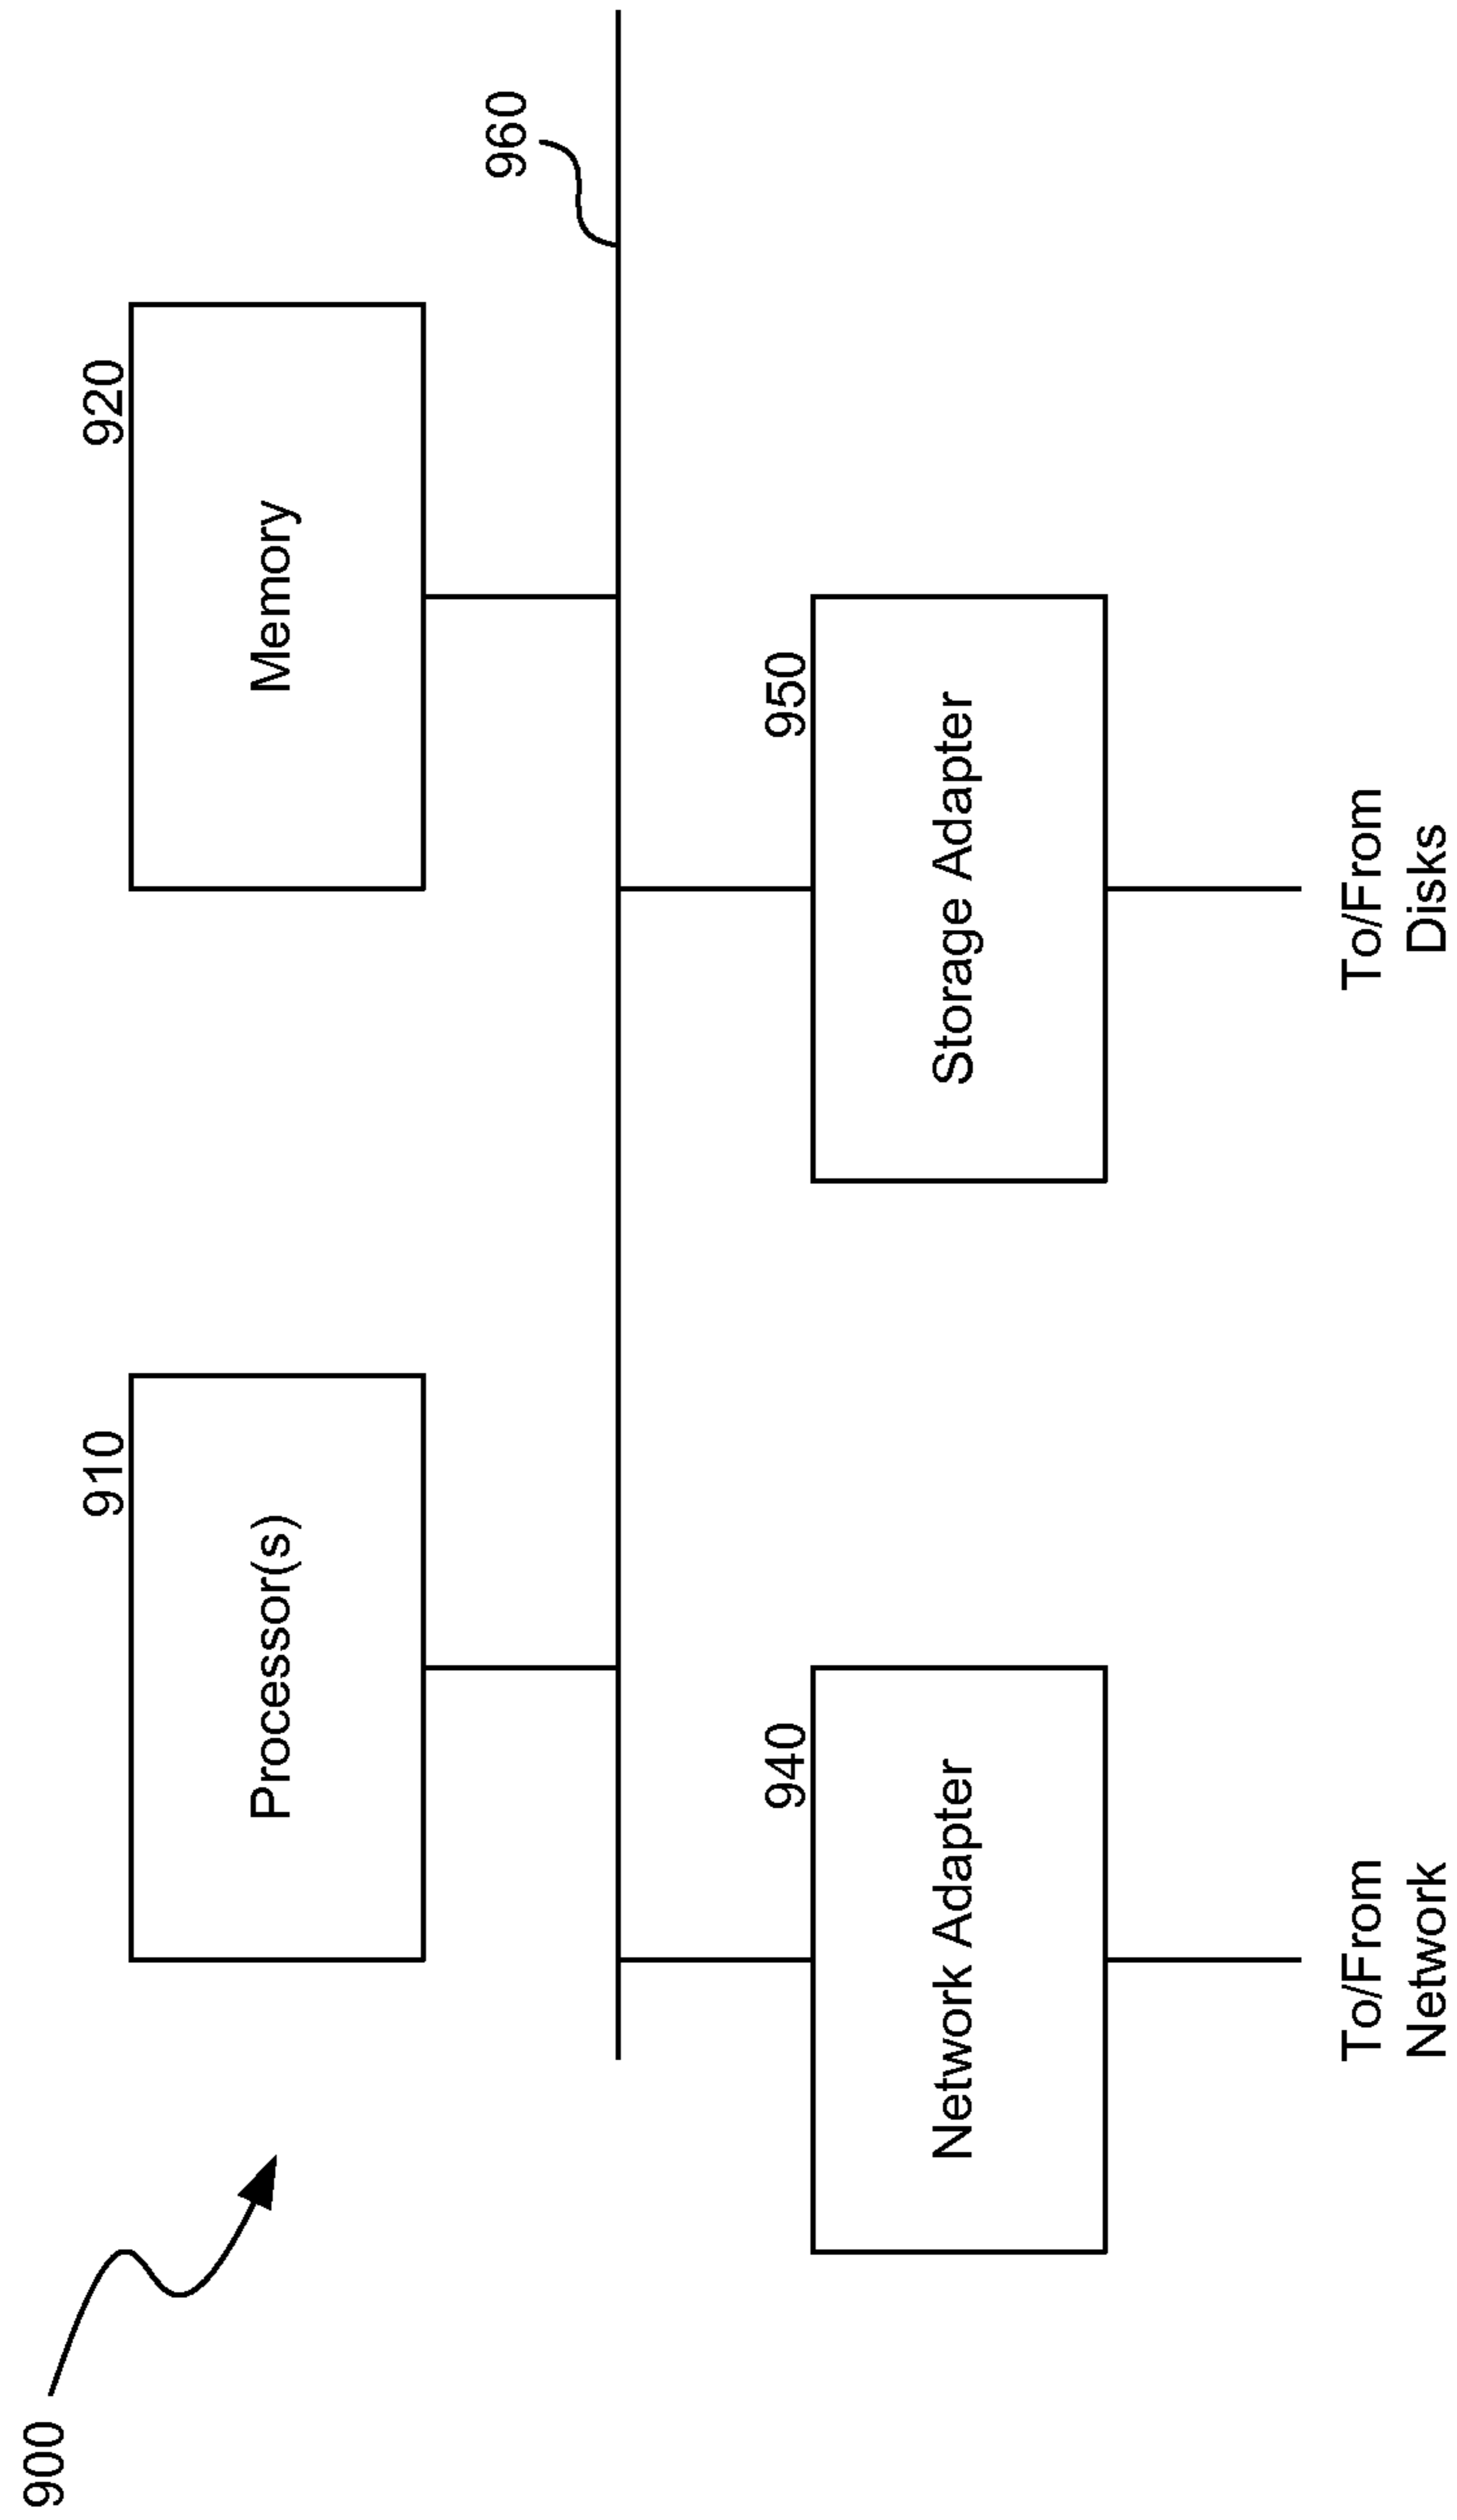 900
910
Processor(s)
920
Memory
960
940
Network Adapter
950
Storage Adapter
To/From
Network
To/From
Disks